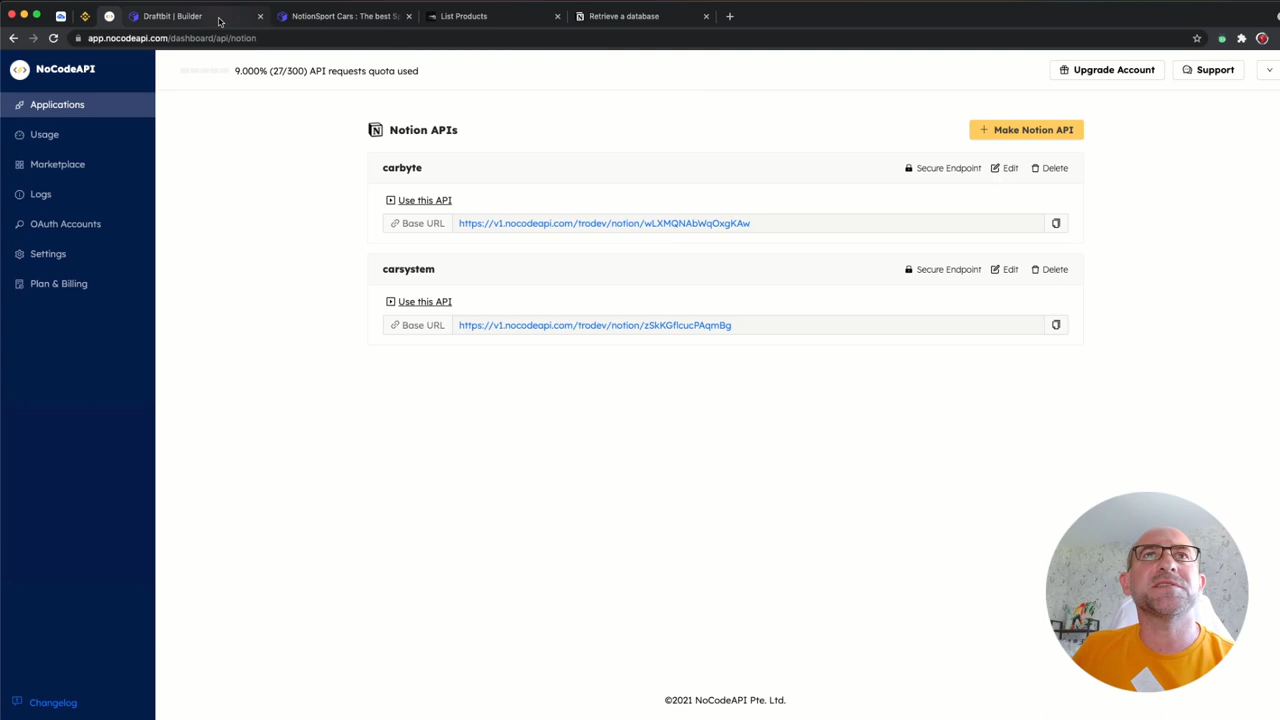 Draftbit | Builder
NotionSport Cars : The best S
List Products
Retrieve a database
app.nocodeapi.com/dashboard/api/notion
NoCodeAPI
9.000% (27/300) API requests quota used
Upgrade Account
Support
Applications
Usage
Marketplace
Logs
OAuth Accounts
Settings
Plan & Billing
Changelog
Notion APIs
+ Make Notion API
carbyte
Secure Endpoint
Edit
Delete
Use this API
Base URL
https://v1.nocodeapi.com/trodev/notion/wLXMQNAbWqOxgKAw
carsystem
Secure Endpoint
Edit
Delete
Use this API
Base URL
https://v1.nocodeapi.com/trodev/notion/zSkKGflcucPAqmBg
©2021 NoCodeAPI Pte. Ltd.